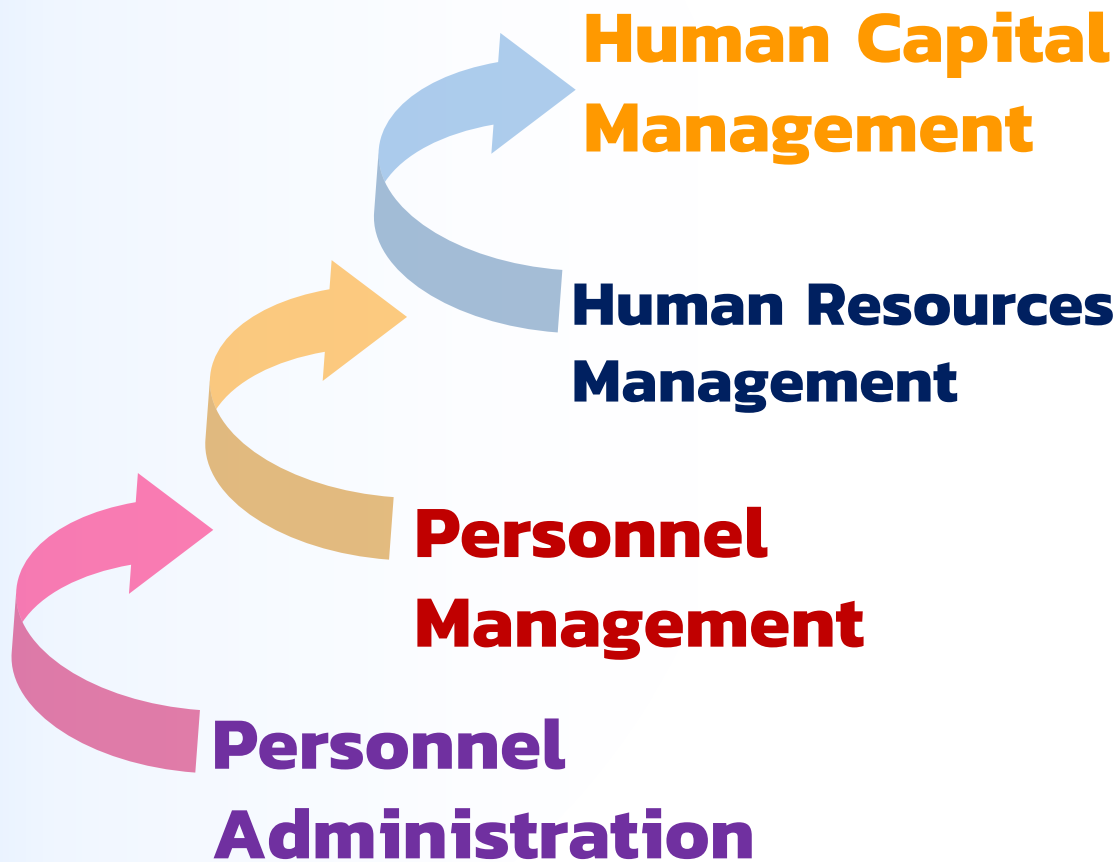 Human Capital
Management
Human Resources
Management
Personnel
Management
Personnel
Administration